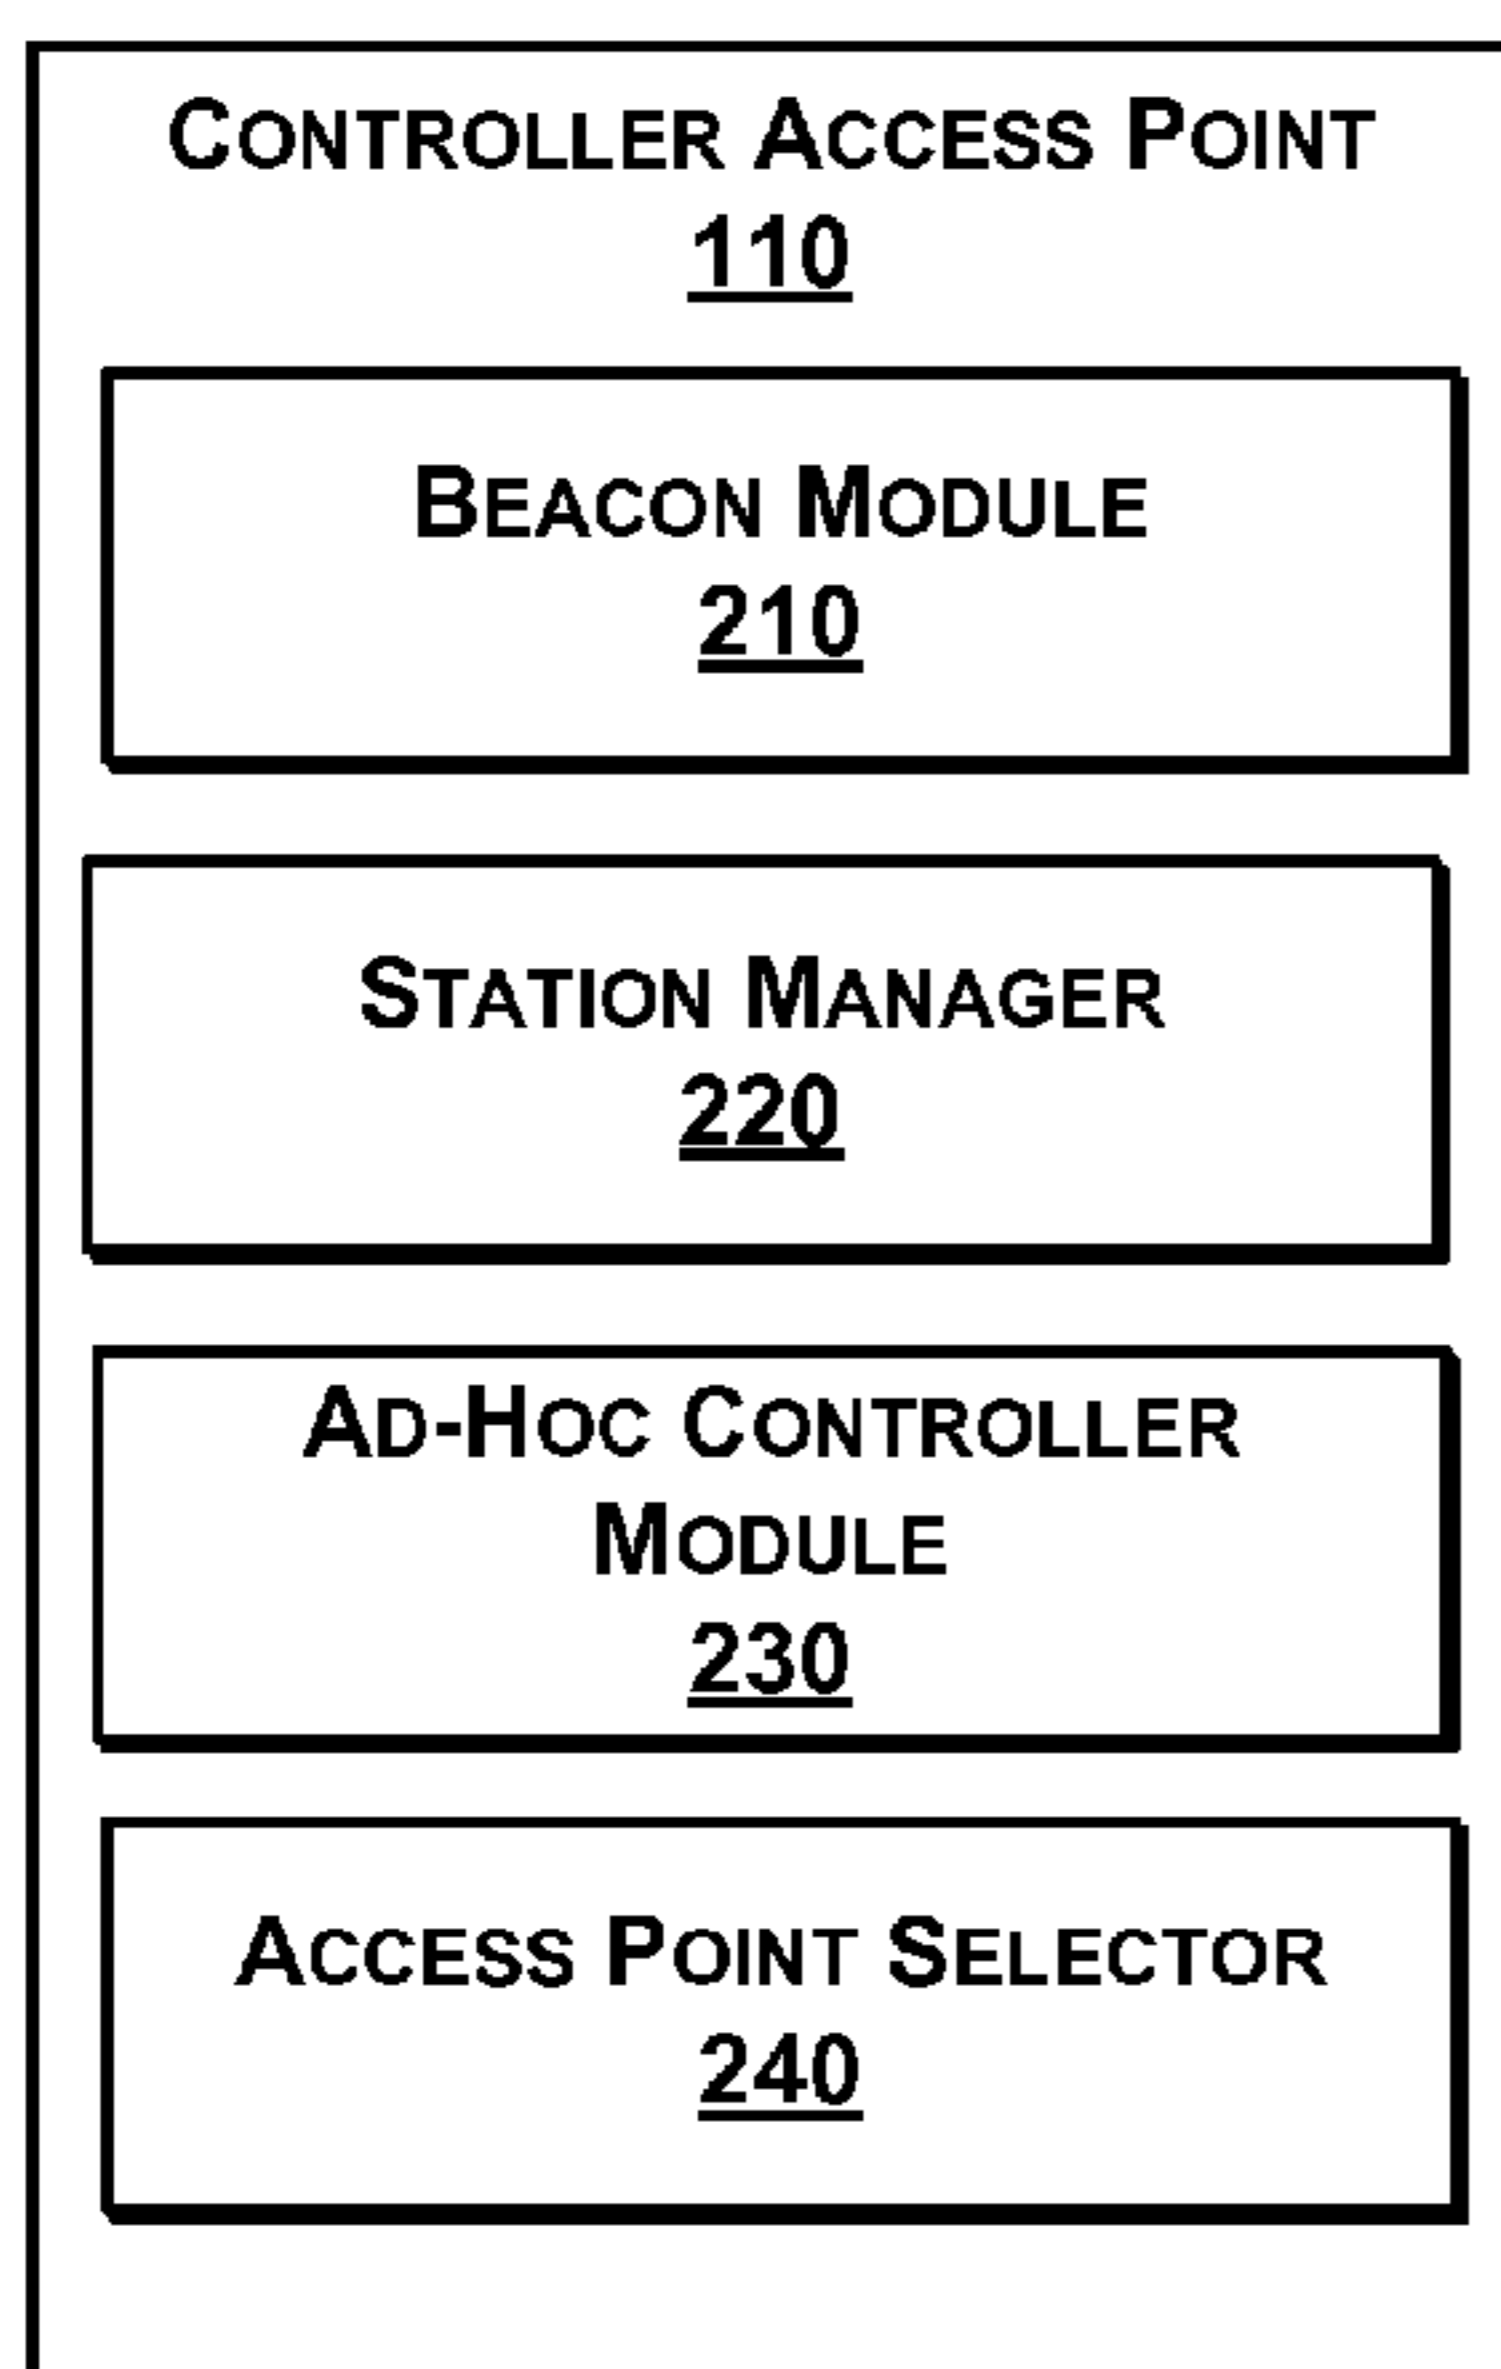 CONTROLLER ACCESS POINT
110
BEACON MODULE
210
STATION MANAGER
220
AD-HOC CONTROLLER
MODULE
230
ACCESS POINT SELECTOR
240